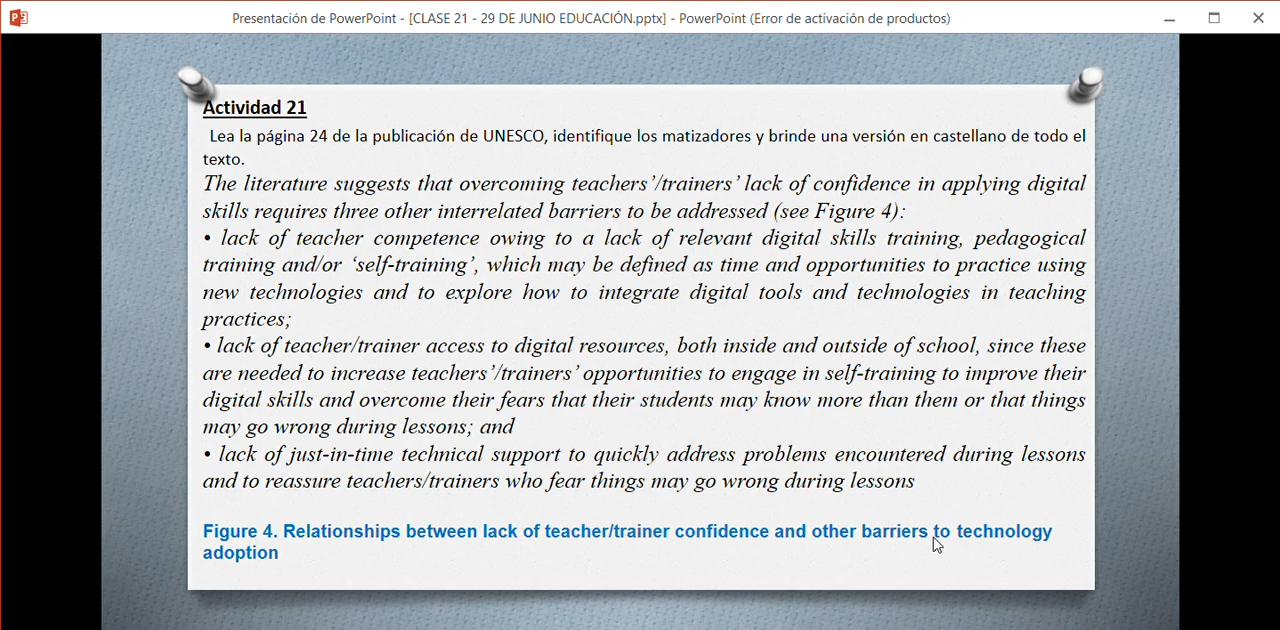 Presentación de PowerPoint - [CLASE 21 - 29 DE JUNIO EDUCACIÓN.pptx] - PowerPoint (Error de activación de productos)
Actividad 21
Lea la página 24 de la publicación de UNESCO, identifique los matizadores y brinde una versión en castellano de todo el
texto.
The literature suggests that overcoming teachers’/trainers’ lack of confidence in applying digital
skills requires three other interrelated barriers to be addressed (see Figure 4):
• lack of teacher competence owing to a lack of relevant digital skills training, pedagogical
training and/or ‘self-training’, which may be defined as time and opportunities to practice using
new technologies and to explore how to integrate digital tools and technologies in teaching
practices;
• lack of teacher/trainer access to digital resources, both inside and outside of school, since these
are needed to increase teachers’/trainers’ opportunities to engage in self-training to improve their
digital skills and overcome their fears that their students may know more than them or that things
may go wrong during lessons; and
• lack of just-in-time technical support to quickly address problems encountered during lessons
and to reassure teachers/trainers who fear things may go wrong during lessons
Figure 4. Relationships between lack of teacher/trainer confidence and other barriers to technology
adoption